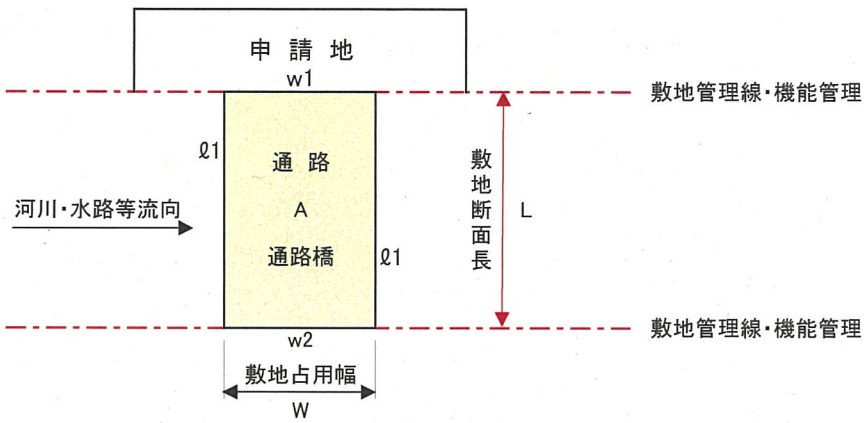 申 請 地
w1
敷地管理線・機能管理
ℓ1
通 路
A
通路橋
ℓ1
敷地断面長
L
河川・水路等流向
敷地管理線・機能管理
w2
敷地占用幅
W